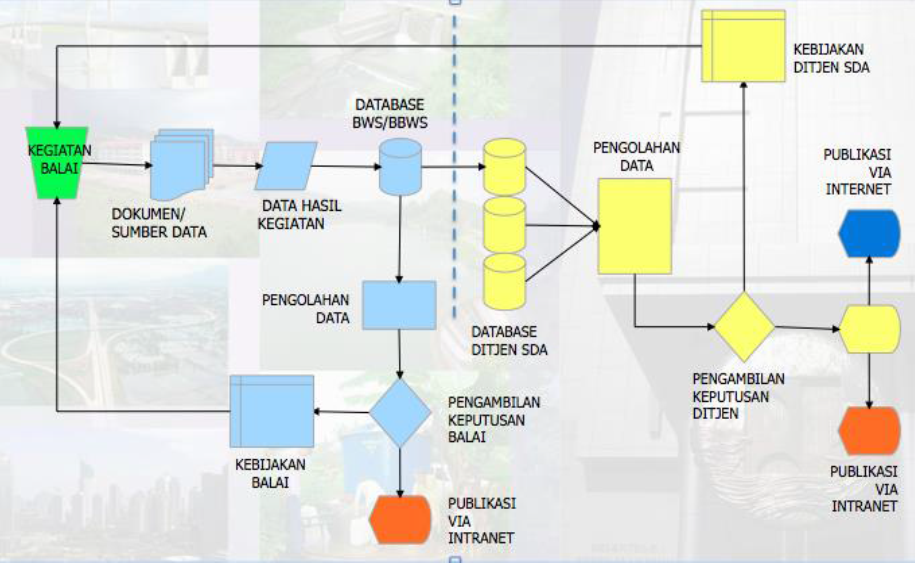 KEBIJAKAN
DITJEN SDA
DATABASE
BWS/BBWS
KEGIATAN
BALAI
PENGOLAHAN
DATA
PUBLIKASI
VIA
INTERNET
DOKUMEN/
SUMBER DATA
DATA HASIL
KEGIATAN
PENGOLAHAN
DATA
DATABASE
DITJEN SDA
PENGAMBILAN
KEPUTUSAN
DITJEN
PENGAMBILAN
KEPUTUSAN
BALAI
KEBIJAKAN
BALAI
PUBLIKASI
VIA
INTRANET
PUBLIKASI
VIA
INTRANET